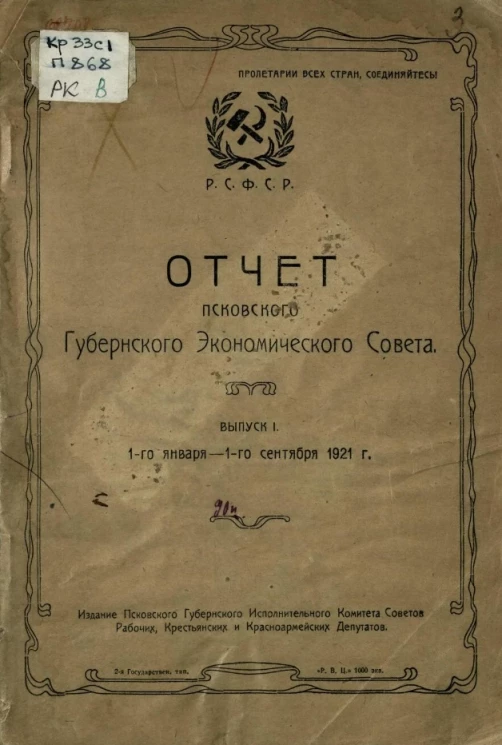 3
Кр 33с1
П 868
РК В
ПРОЛЕТАРИИ ВСЕХ СТРАН, СОЕДИНЯЙТЕСЬ!
Р. С. Ф. С. Р.
ОТЧЕТ
ПСКОВСКОГО
Губернского Экономического Совета.
ВЫПУСК I.
1-го января—1-го сентября 1921 г.
Издание Псковского Губернского Исполнительного Комитета Советов
Рабочих, Крестьянских и Красноармейских Депутатов.
2-я Государствен. тип. «Р. В. Ц.» 1000 экз.